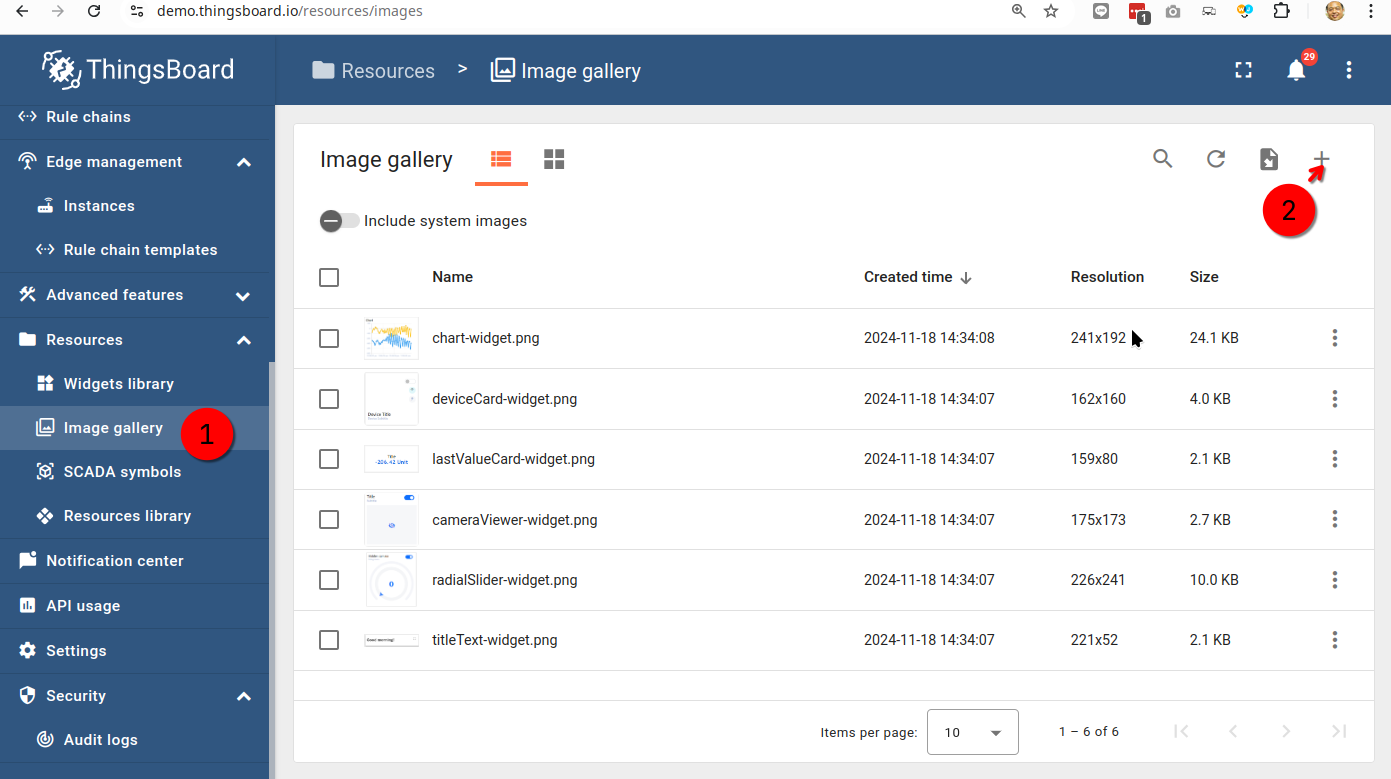 demo.thingsboard.io/resources/images
1
ThingsBoard
Resources > Image gallery
29
Rule chains
Edge management
Instances
Rule chain templates
Advanced features
Resources
Widgets library
Image gallery
1
SCADA symbols
Resources library
Notification center
API usage
Settings
Security
Audit logs
Image gallery
2
Include system images
Name Created time Resolution Size
chart-widget.png 2024-11-18 14:34:08 241x192 24.1 KB
Device Title
deviceCard-widget.png 2024-11-18 14:34:07 162x160 4.0 KB
Title
lastValueCard-widget.png 2024-11-18 14:34:07 159x80 2.1 KB
Title
cameraViewer-widget.png 2024-11-18 14:34:07 175x173 2.7 KB
radialSlider-widget.png 2024-11-18 14:34:07 226x241 10.0 KB
Good morning!
titleText-widget.png 2024-11-18 14:34:07 221x52 2.1 KB
Items per page: 10 1 – 6 of 6